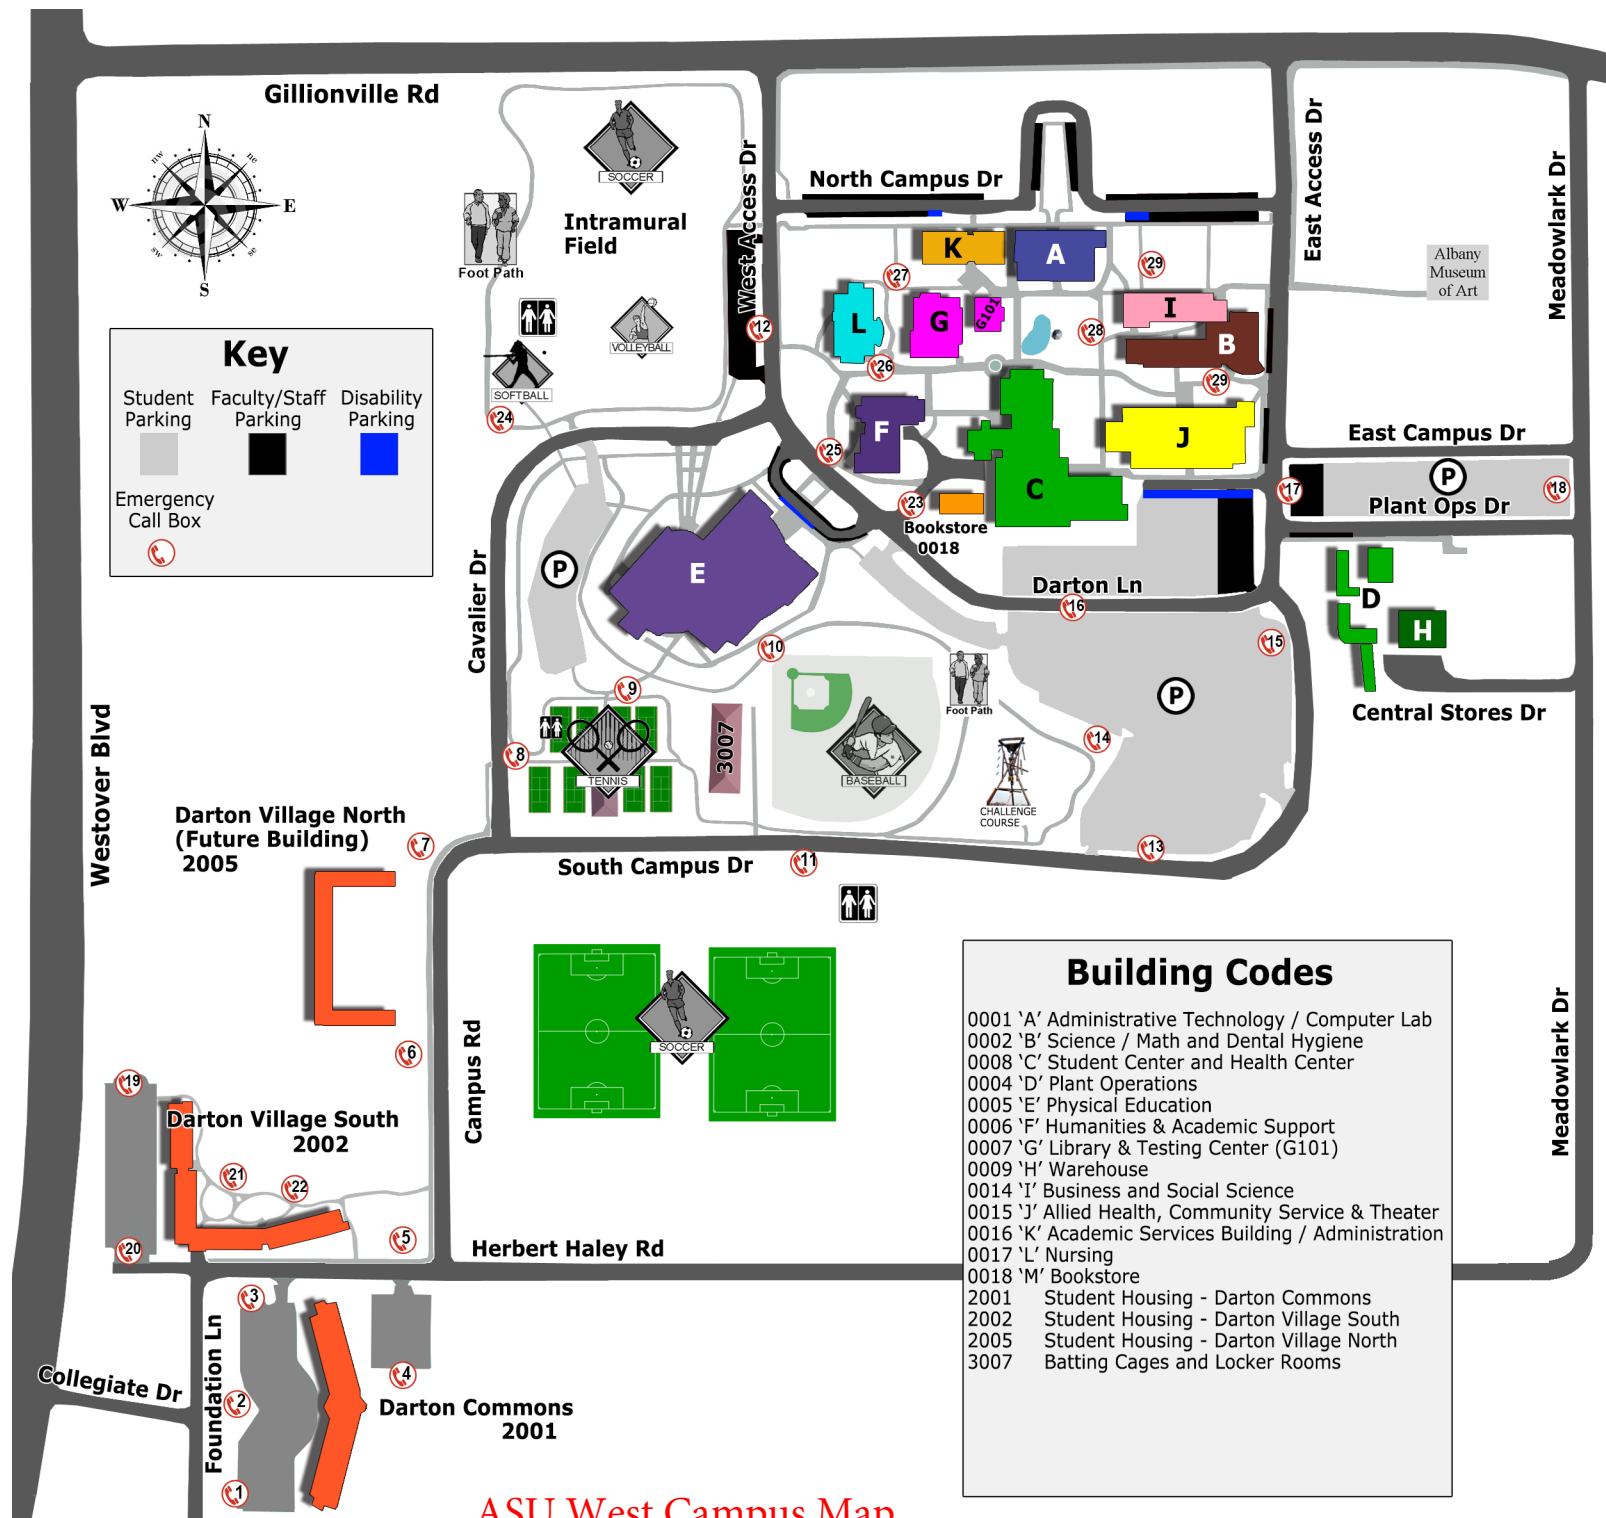 Gillionville Rd
N
nw
ne
W
E
sw
se
S
Key
Student
Parking
Faculty/Staff
Parking
Disability
Parking
Emergency
Call Box
SOCCER
Intramural
Field
Foot Path
VOLLEYBALL
SOFTBALL
24
West Access Dr
12
North Campus Dr
K
A
29
27
L
G
G101
I
28
B
26
29
F
25
J
C
23
Bookstore
0018
East Access Dr
Meadowlark Dr
Albany
Museum
of Art
East Campus Dr
P
17
18
Plant Ops Dr
D
H
Central Stores Dr
Darton Ln
16
15
P
14
13
P
E
Cavalier Dr
10
9
8
TENNIS
3007
BASEBALL
Foot Path
CHALLENGE
COURSE
Westover Blvd
Darton Village North
(Future Building)
2005
7
South Campus Dr
11
SOCCER
6
Campus Rd
19
Darton Village South
2002
21
22
5
20
Herbert Haley Rd
3
4
2
1
Collegiate Dr
Foundation Ln
Darton Commons
2001
Meadowlark Dr
Building Codes
0001 ‘A’ Administrative Technology / Computer Lab
0002 ‘B’ Science / Math and Dental Hygiene
0008 ‘C’ Student Center and Health Center
0004 ‘D’ Plant Operations
0005 ‘E’ Physical Education
0006 ‘F’ Humanities & Academic Support
0007 ‘G’ Library & Testing Center (G101)
0009 ‘H’ Warehouse
0014 ‘I’ Business and Social Science
0015 ‘J’ Allied Health, Community Service & Theater
0016 ‘K’ Academic Services Building / Administration
0017 ‘L’ Nursing
0018 ‘M’ Bookstore
2001 Student Housing - Darton Commons
2002 Student Housing - Darton Village South
2005 Student Housing - Darton Village North
3007 Batting Cages and Locker Rooms
ASU West Campus Map